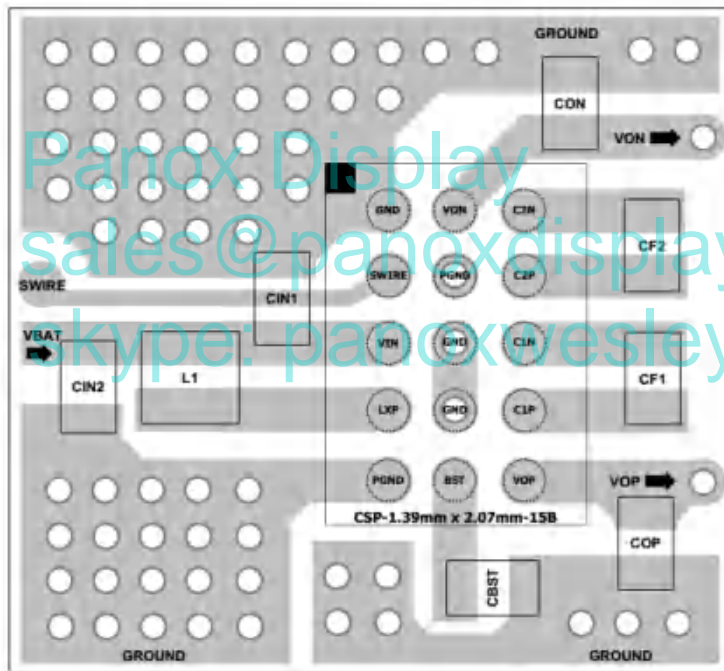 GROUND
CON
VON
Panox Display
GND VON C2N
sales@panoxdisplay
CF2
SWIRE
CIN1
SWIRE PGND C2P
VBAT
skype: panoxwesley
CIN2
L1
VIN GND C1N
CF1
LXP GND C1P
PGND BST VOP
VOP
CSP-1.39mm x 2.07mm-15B
COP
CBST
GROUND
GROUND